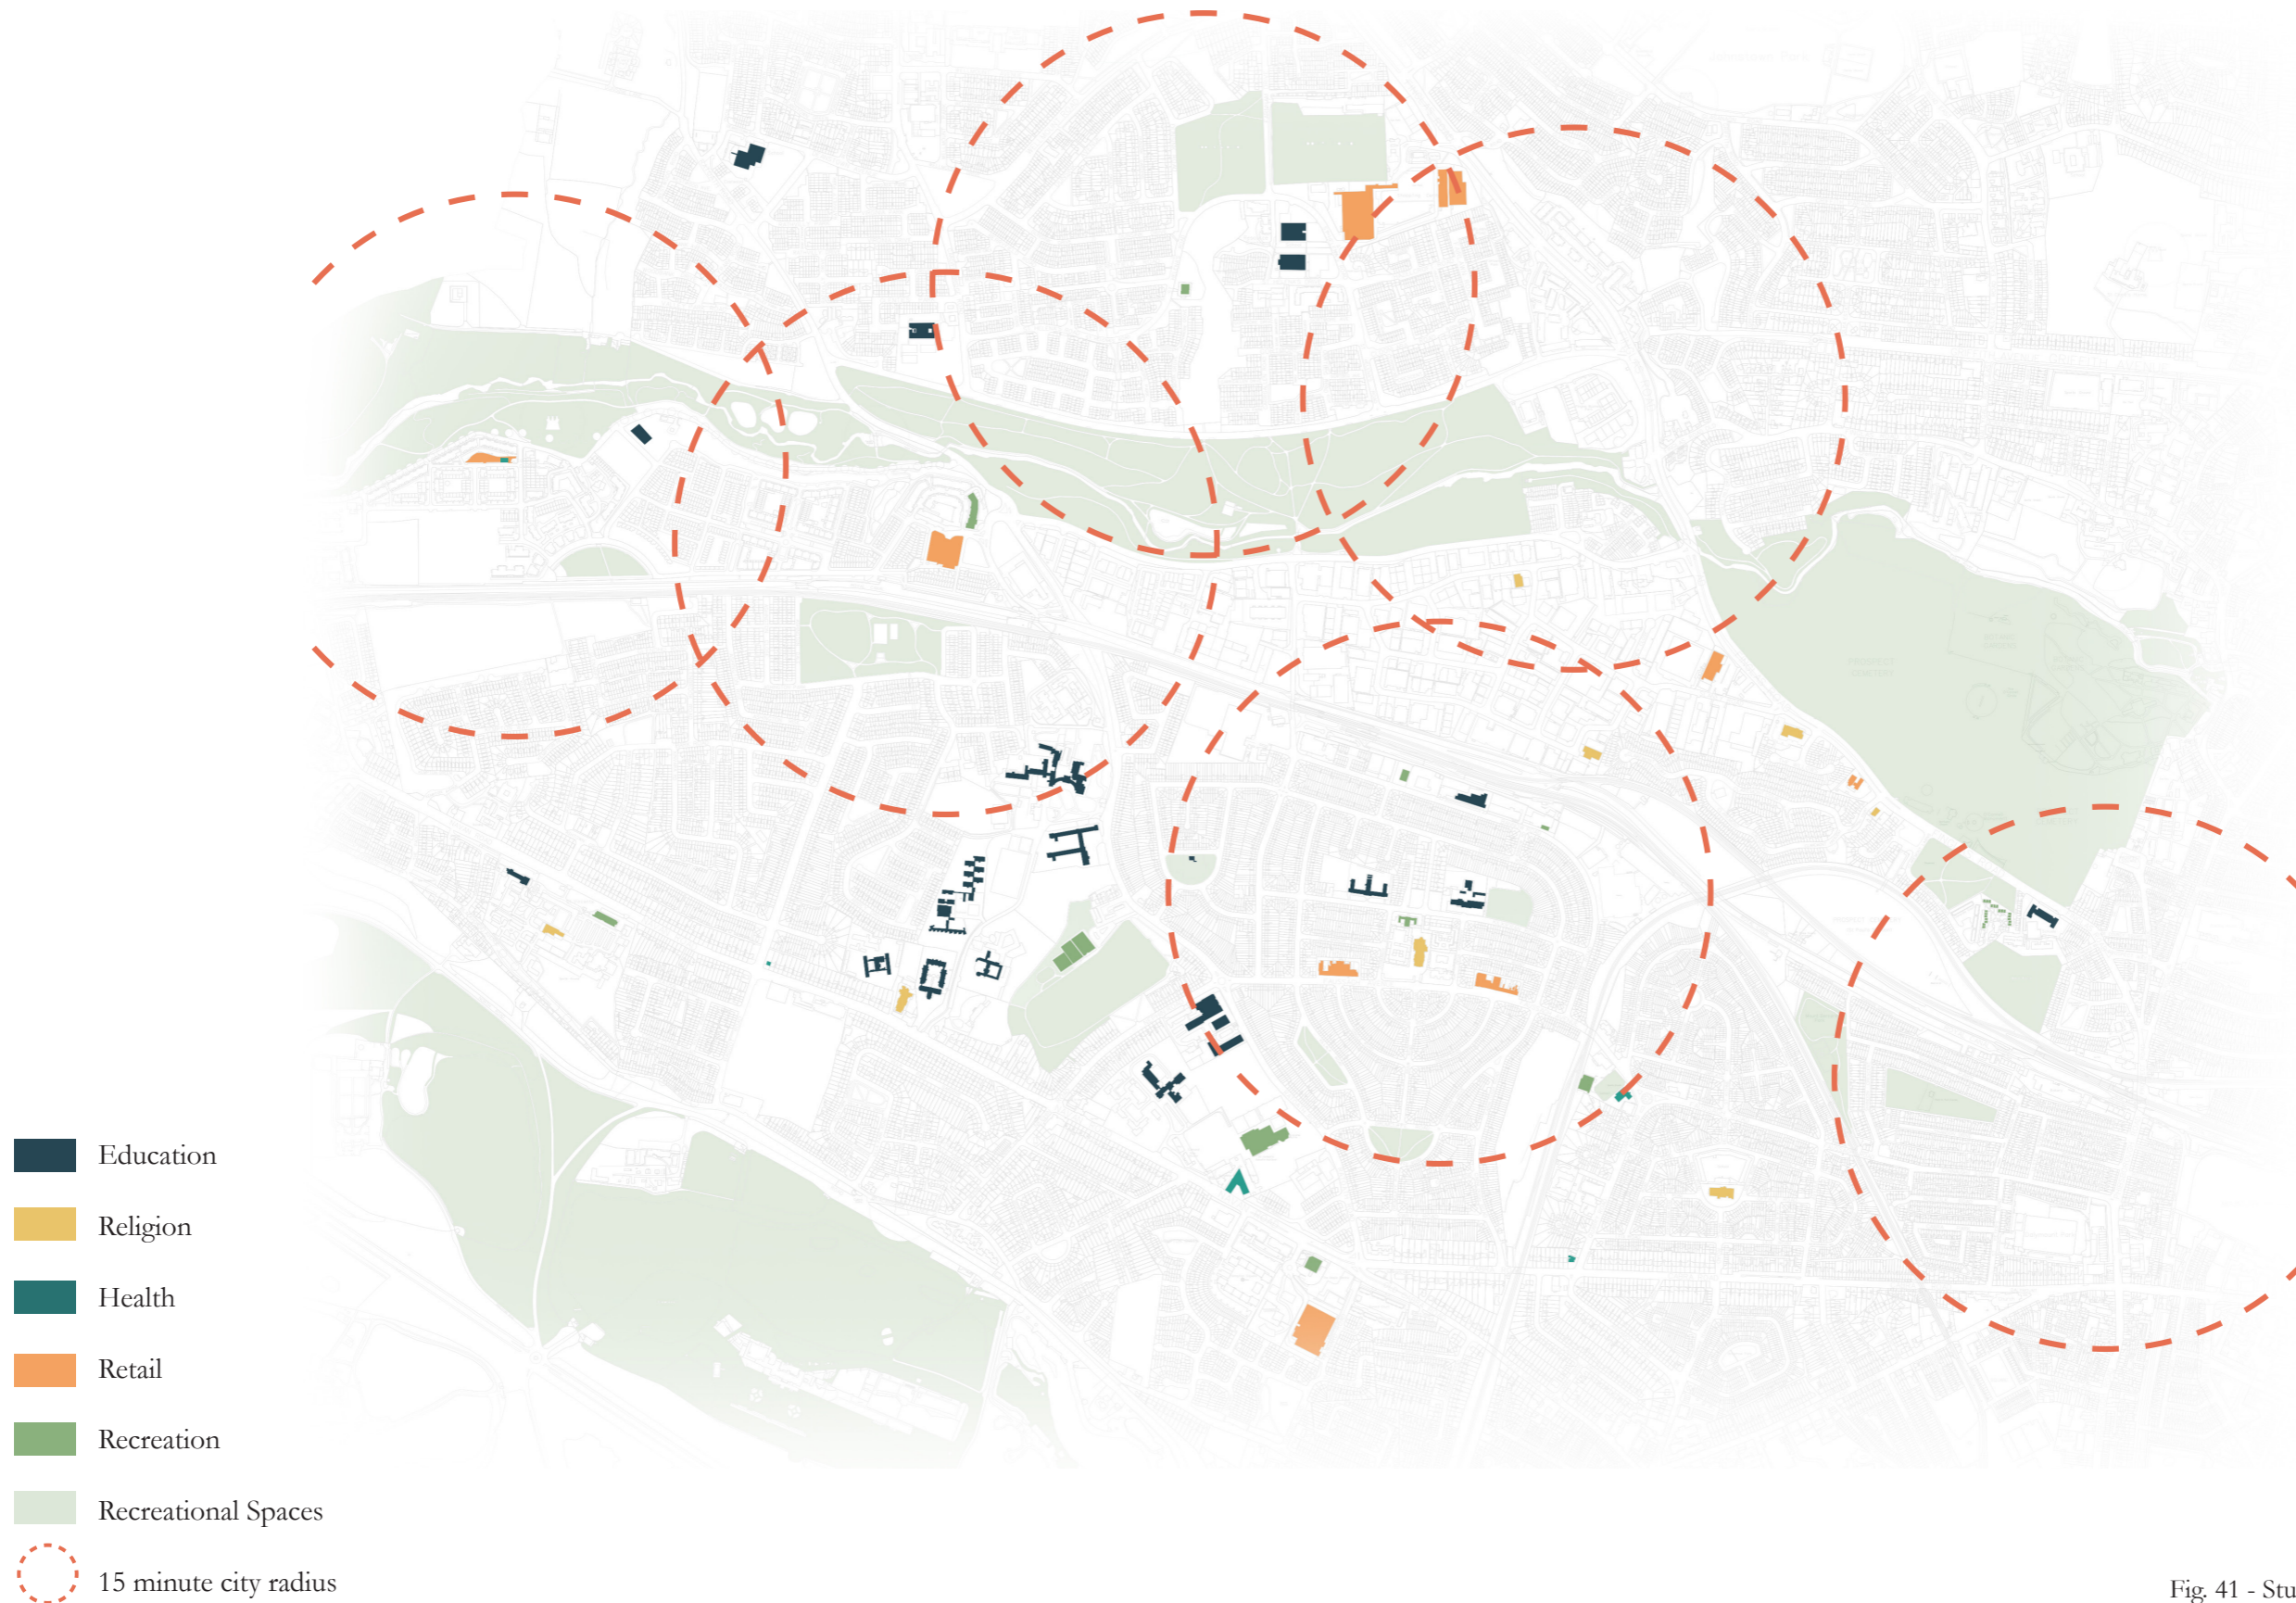 Education
Religion
Health
Retail
Recreation
Recreational Spaces
15 minute city radius
Fig. 41 - Stu